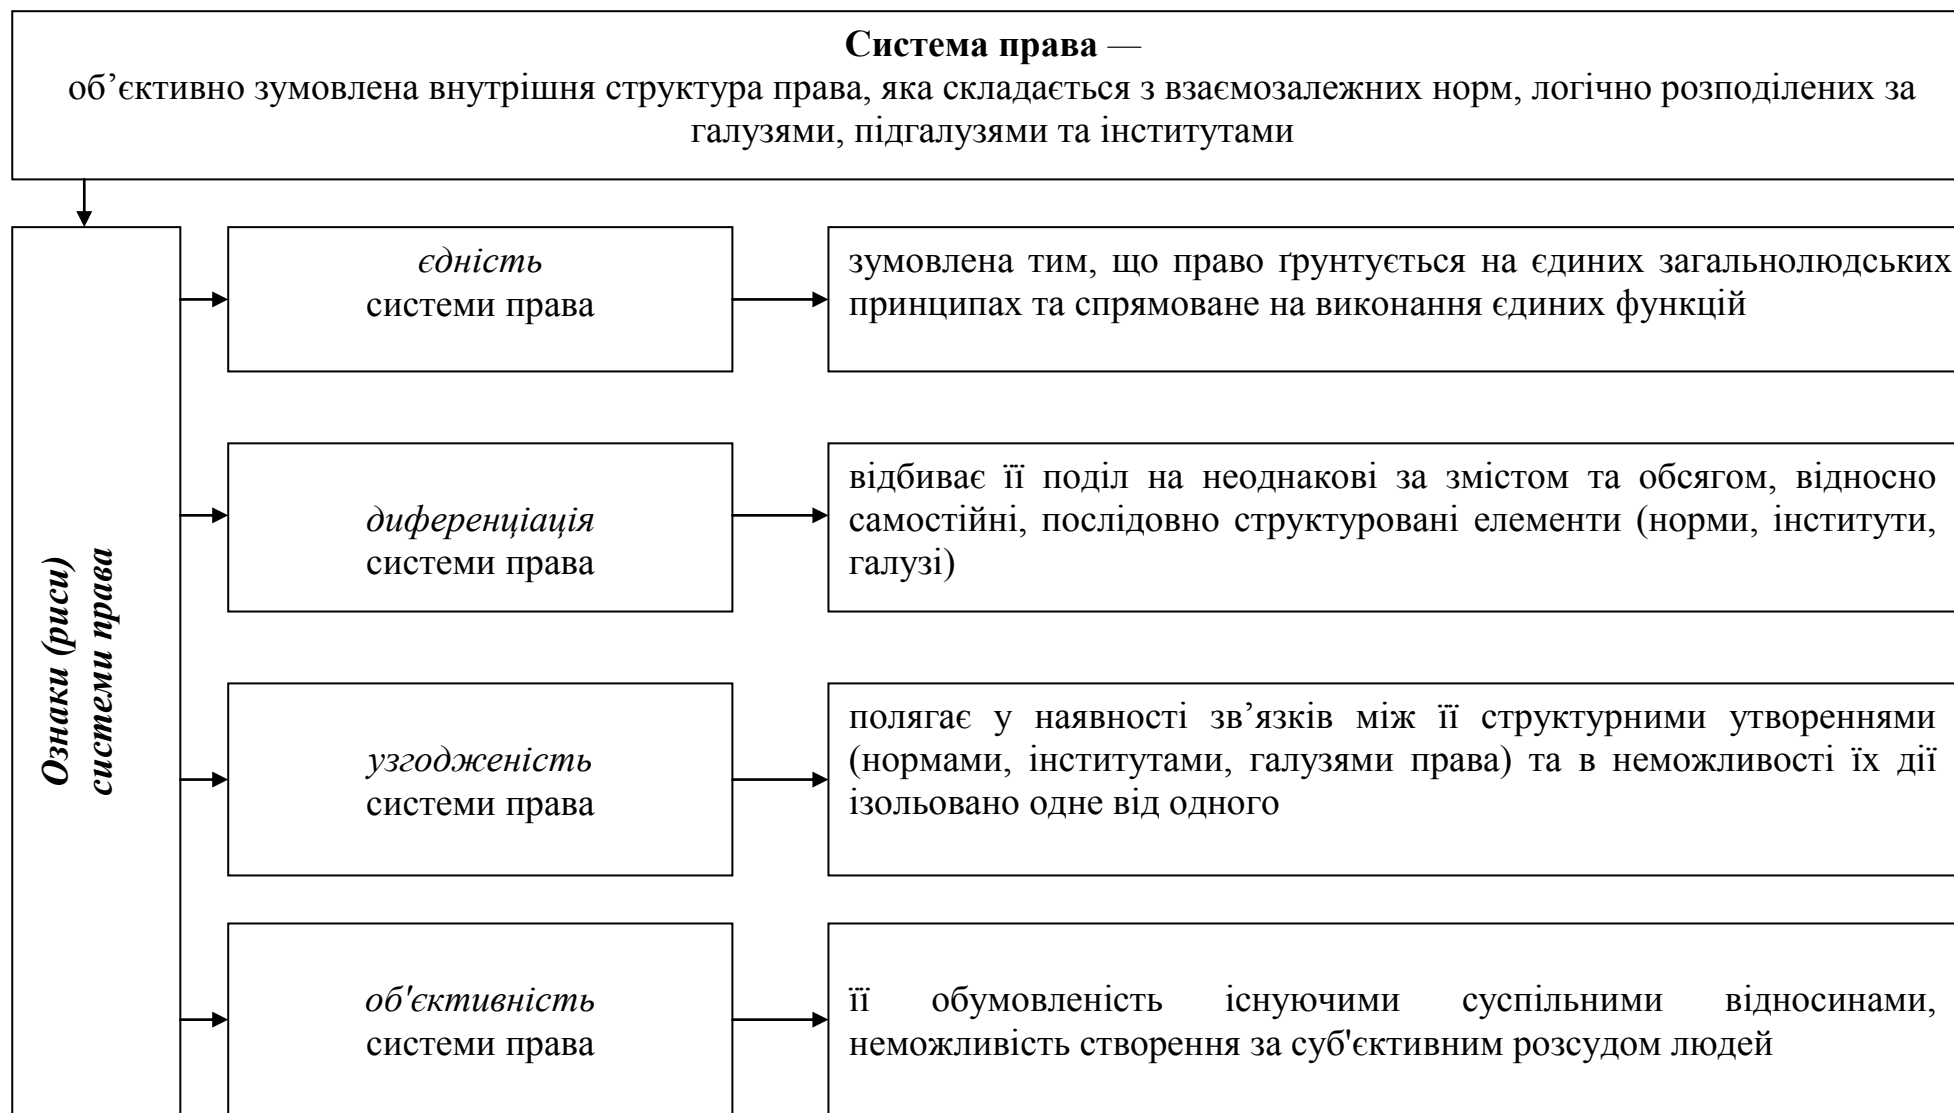 Система права —
об’єктивно зумовлена внутрішня структура права, яка складається з взаємозалежних норм, логічно розподілених за
галузями, підгалузями та інститутами
Ознаки (риси)
системи права
єдність
системи права
зумовлена тим, що право ґрунтується на єдиних загальнолюдських
принципах та спрямоване на виконання єдиних функцій
диференціація
системи права
відбиває її поділ на неоднакові за змістом та обсягом, відносно
самостійні, послідовно структуровані елементи (норми, інститути,
галузі)
узгодженість
системи права
полягає у наявності зв’язків між її структурними утвореннями
(нормами, інститутами, галузями права) та в неможливості їх дії
ізольовано одне від одного
об'єктивність
системи права
її обумовленість існуючими суспільними відносинами,
неможливість створення за суб'єктивним розсудом людей